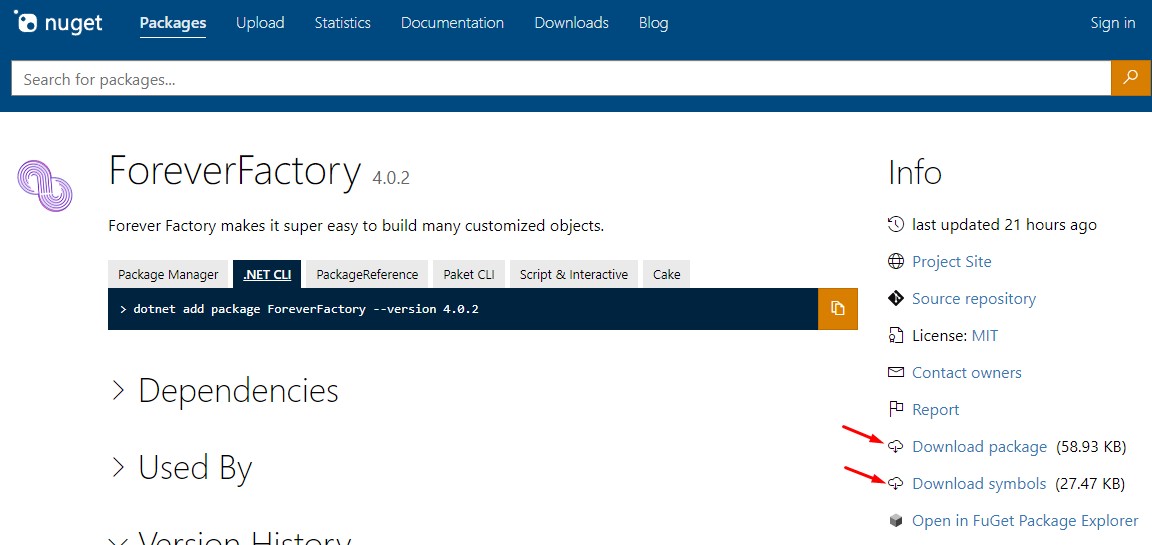 nuget Packages Upload Statistics Documentation Downloads Blog Sign in
Search for packages...
ForeverFactory 4.0.2
Forever Factory makes it super easy to build many customized objects.
Package Manager .NET CLI PackageReference Paket CLI Script & Interactive Cake
> dotnet add package ForeverFactory --version 4.0.2
Dependencies
Used By
Version History
Info
last updated 21 hours ago
Project Site
Source repository
License: MIT
Contact owners
Report
Download package (58.93 KB)
Download symbols (27.47 KB)
Open in FuGet Package Explorer